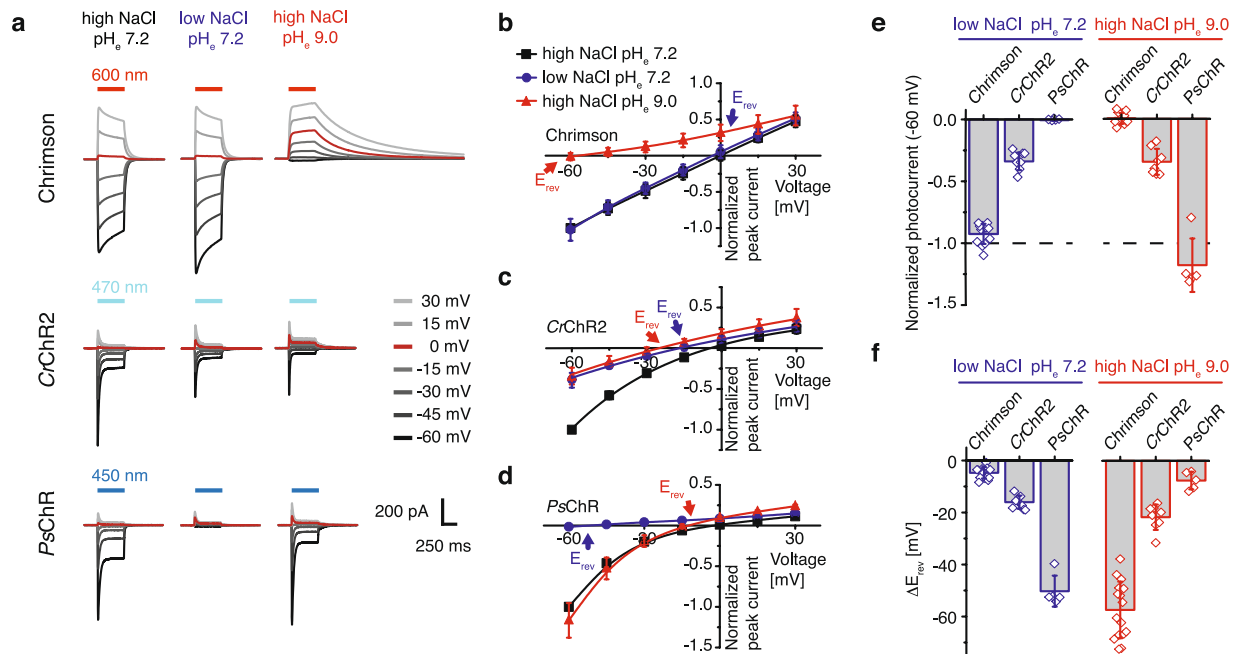 a
high NaCl
pHe 7.2
low NaCl
pHe 7.2
high NaCl
pHe 9.0
600 nm
Chrimson
470 nm
CrChR2
450 nm
PsChR
30 mV
15 mV
0 mV
-15 mV
-30 mV
-45 mV
-60 mV
200 pA
250 ms
b
high NaCl pHe 7.2
low NaCl pHe 7.2
high NaCl pHe 9.0
Chrimson
Erev
Erev
1.0
0.5
-0.5
-1.0
-60
-30
30
Voltage
[mV]
Normalized
peak current
c
CrChR2
Erev
Erev
0.5
-0.5
-1.0
-60
-30
30
Voltage
[mV]
Normalized
peak current
d
PsChR
Erev
Erev
0.5
-0.5
-1.0
-1.5
-60
-30
30
Voltage
[mV]
Normalized
peak current
e
low NaCl pHe 7.2
high NaCl pHe 9.0
Chrimson
CrChR2
PsChR
Chrimson
CrChR2
PsChR
Normalized photocurrent (-60 mV)
0.0
-0.5
-1.0
-1.5
f
low NaCl pHe 7.2
high NaCl pHe 9.0
Chrimson
CrChR2
PsChR
Chrimson
CrChR2
PsChR
ΔErev [mV]
0
-20
-40
-60